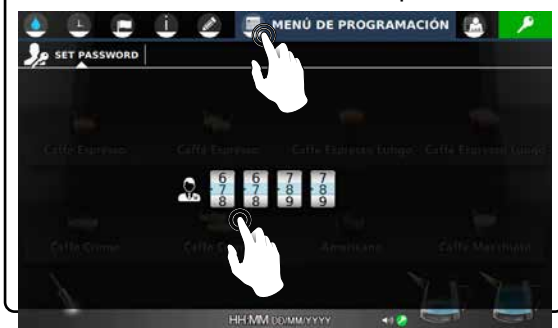 MENÚ DE PROGRAMACIÓN
SET PASSWORD
Caffè Espresso Caffè Espresso Caffè Espresso Lungo Caffè Espresso Lungo
6 6 7 7
7 7 8 8
8 8 9 9
Caffè Crème Americano Caffè Macchiato
HH:MM DD/MM/YYYY